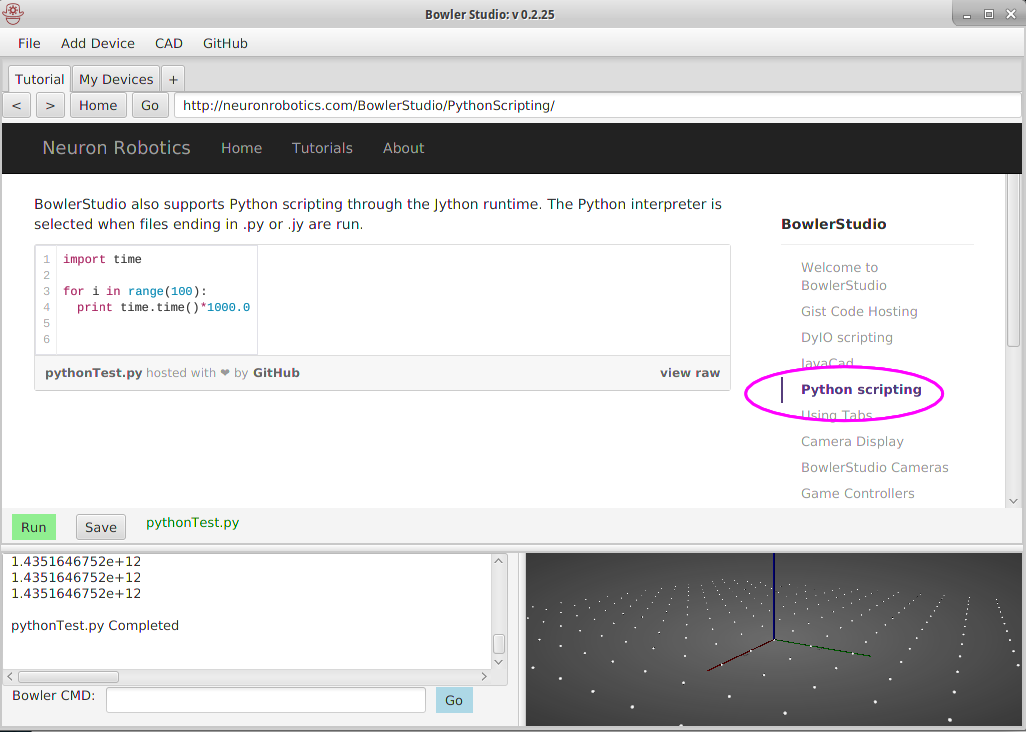 Bowler Studio: v 0.2.25
File Add Device CAD GitHub
Tutorial My Devices +
< > Home Go http://neuronrobotics.com/BowlerStudio/PythonScripting/
Neuron Robotics Home Tutorials About
BowlerStudio also supports Python scripting through the Jython runtime. The Python interpreter is
selected when files ending in .py or .jy are run.
1 import time
2
3 for i in range(100):
4 print time.time()*1000.0
5
6
pythonTest.py hosted with ❤ by GitHub view raw
BowlerStudio
Welcome to
BowlerStudio
Gist Code Hosting
DyIO scripting
JavaCad
Python scripting
Using Tabs
Camera Display
BowlerStudio Cameras
Game Controllers
Run Save pythonTest.py
1.4351646752e+12
1.4351646752e+12
1.4351646752e+12
pythonTest.py Completed
Bowler CMD: Go